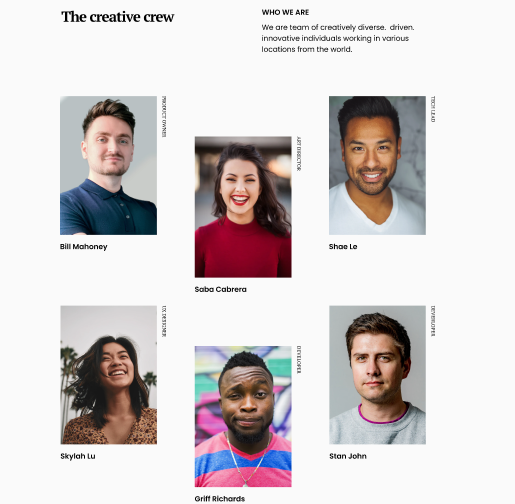 The creative crew
WHO WE ARE
We are team of creatively diverse. driven.
innovative individuals working in various
locations from the world.
PRODUCT OWNER
Bill Mahoney
ART DIRECTOR
Saba Cabrera
TECH LEAD
Shae Le
UX DESIGNER
Skylah Lu
DEVELOPER
Griff Richards
DEVELOPER
Stan John